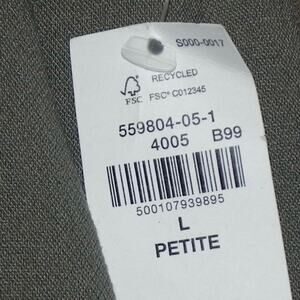 S000-0017
RECYCLED
FSC FSC® C012345
559804-05-1
4005 B99
500107939895
L
PETITE